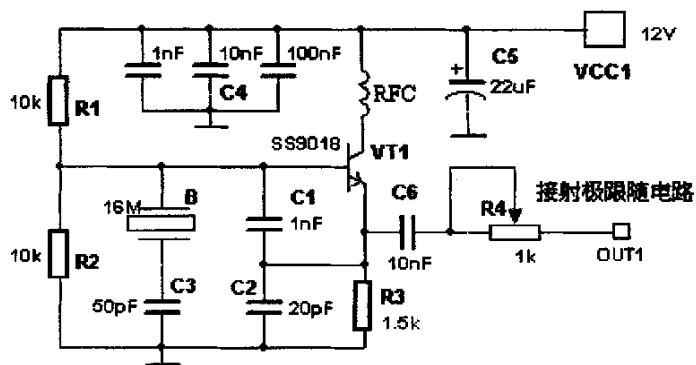 1nF
10nF
100nF
C4
RFC
C5
22uF
VCC1
12V
10k
R1
SS9018
VT1
16M
B
C1
1nF
C6
10nF
R4
1k
接射极跟随电路
OUT1
10k
R2
C3
50pF
C2
20pF
R3
1.5k